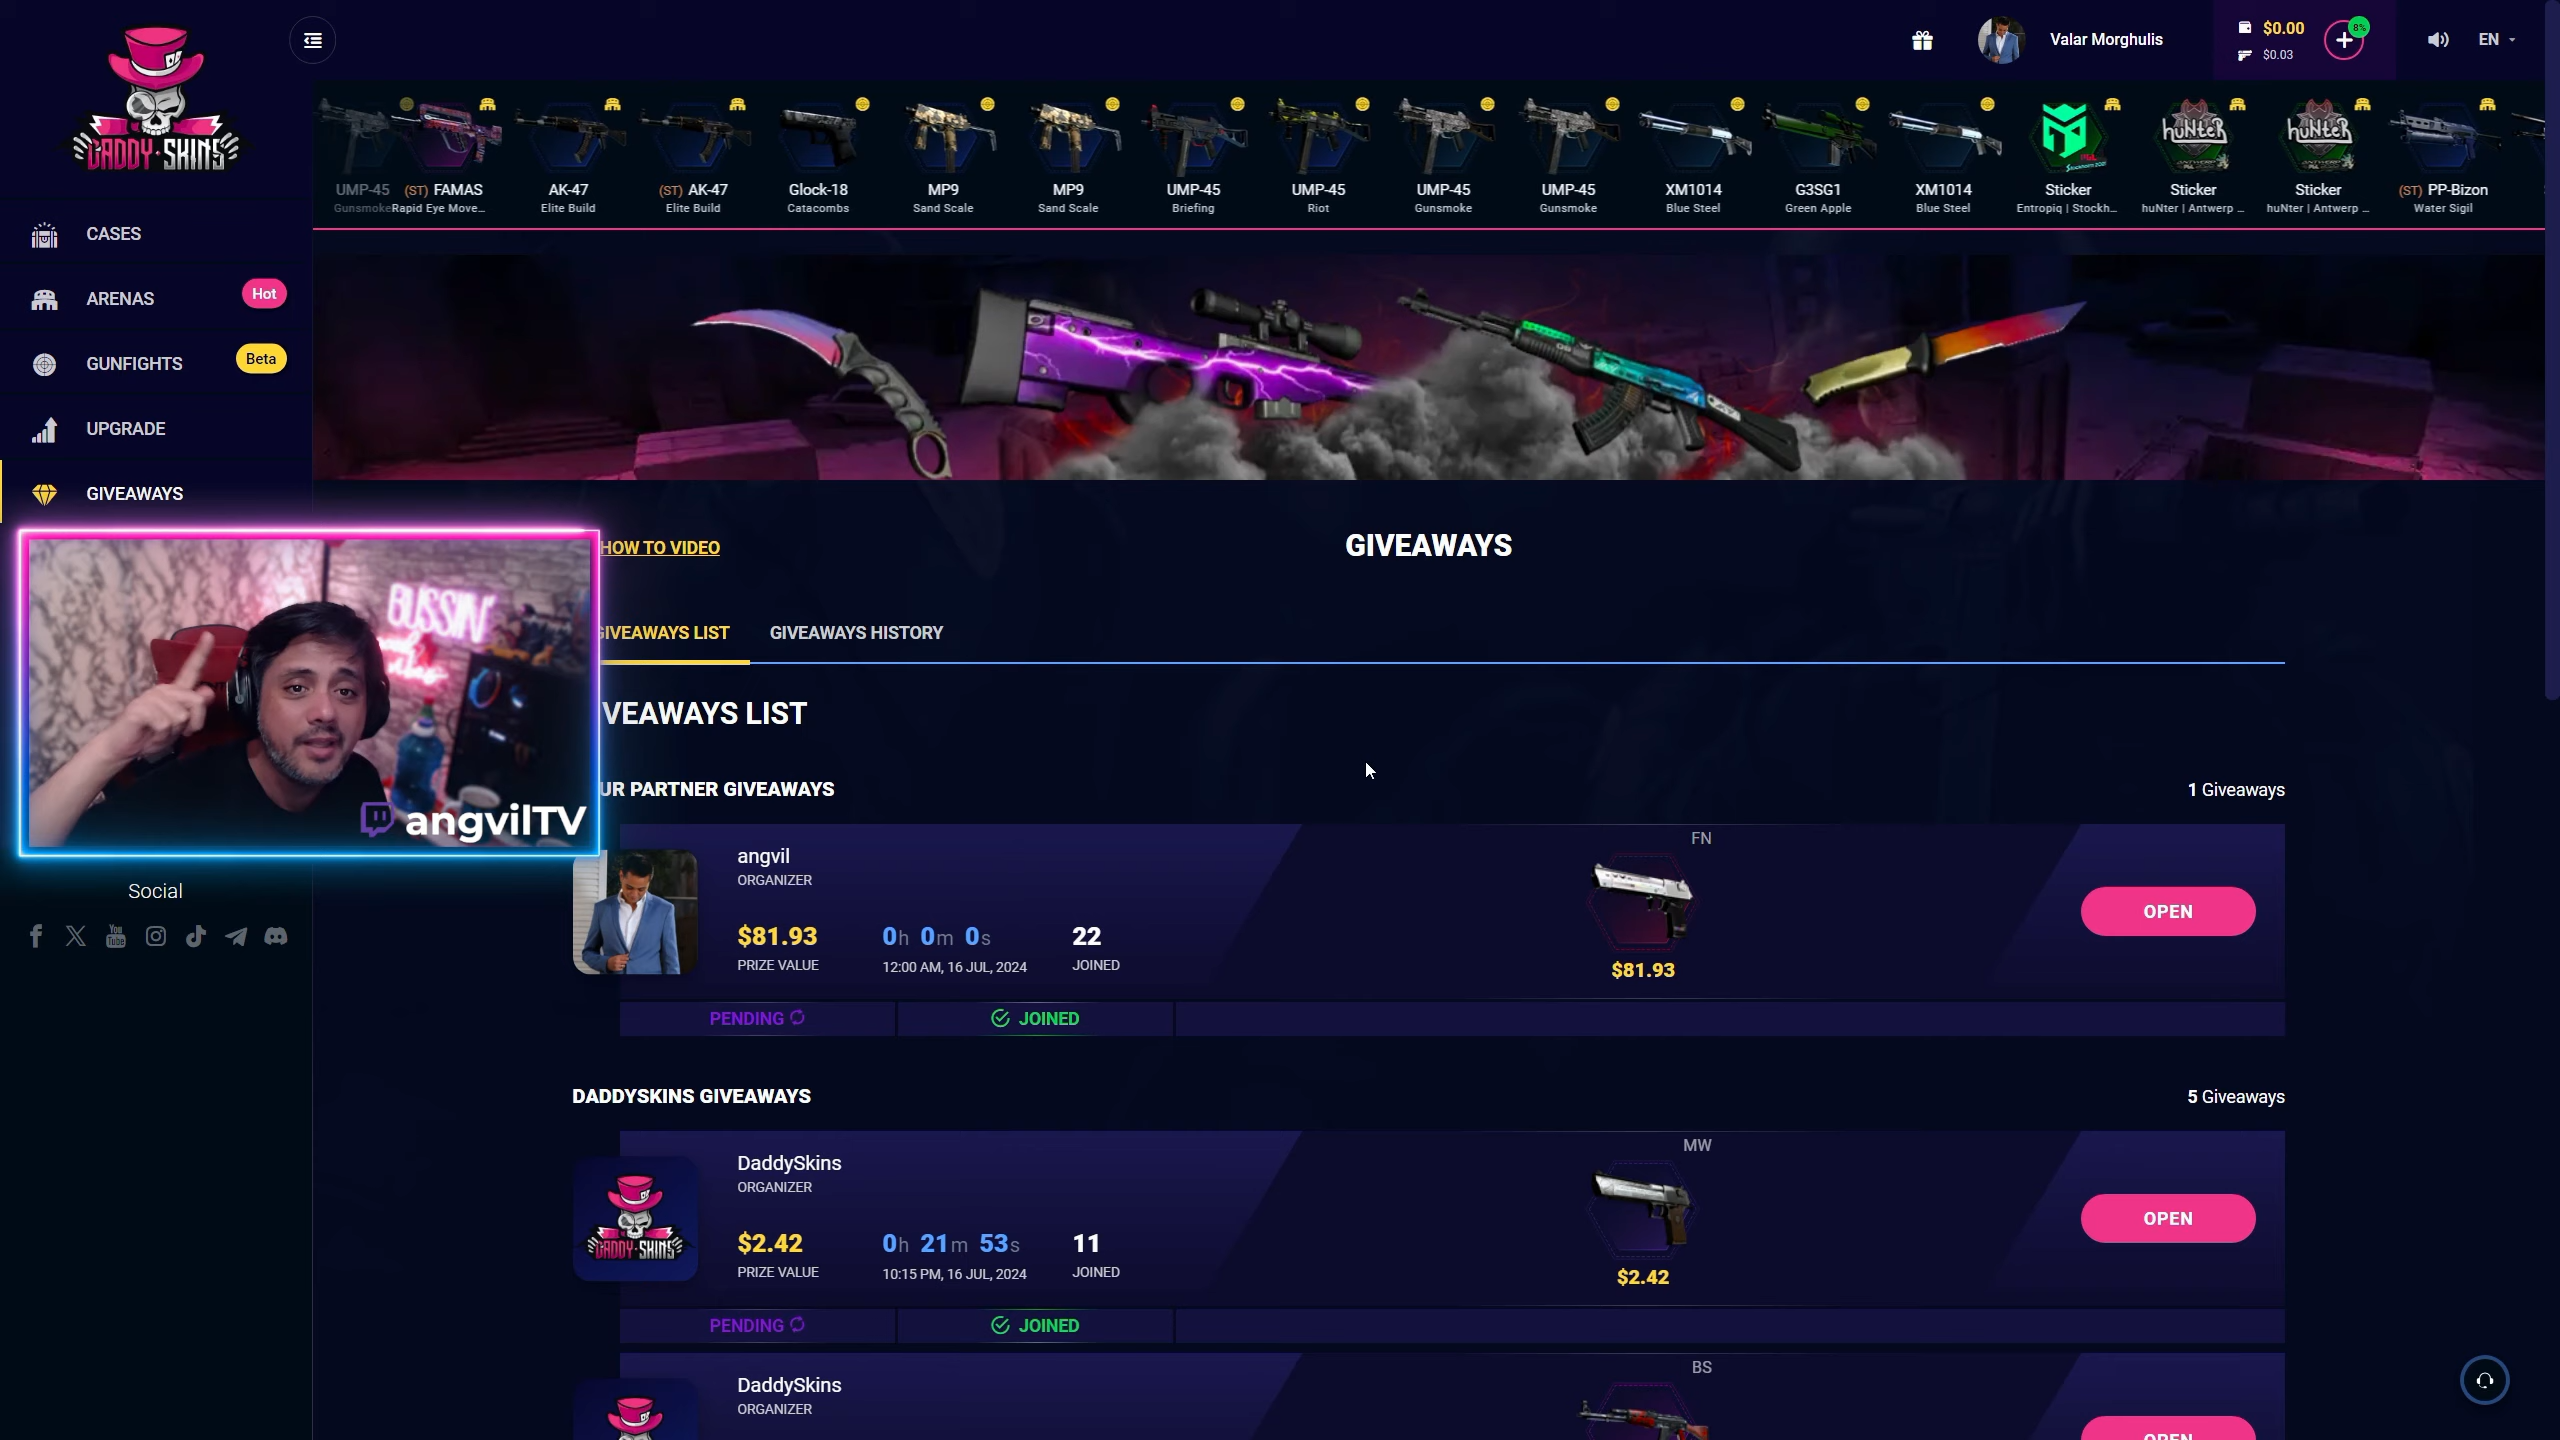 Valar Morghulis
$0.00
$0.03
8%
EN
DADDY SKINS
UMP-45
Gunsmoke
(ST) FAMAS
Rapid Eye Move...
AK-47
Elite Build
(ST) AK-47
Elite Build
Glock-18
Catacombs
MP9
Sand Scale
MP9
Sand Scale
UMP-45
Briefing
UMP-45
Riot
UMP-45
Gunsmoke
UMP-45
Gunsmoke
XM1014
Blue Steel
G3SG1
Green Apple
XM1014
Blue Steel
Sticker
Entropiq | Stockh...
Sticker
huNter | Antwerp ...
Sticker
huNter | Antwerp ...
(ST) PP-Bizon
Water Sigil
CASES
ARENAS
Hot
GUNFIGHTS
Beta
UPGRADE
GIVEAWAYS
BUSSIN'
angvilTV
Social
HOW TO VIDEO
GIVEAWAYS
GIVEAWAYS LIST
GIVEAWAYS HISTORY
VEAWAYS LIST
UR PARTNER GIVEAWAYS
1 Giveaways
angvil
ORGANIZER
$81.93
PRIZE VALUE
0h 0m 0s
12:00 AM, 16 JUL, 2024
22
JOINED
FN
$81.93
OPEN
PENDING
JOINED
DADDYSKINS GIVEAWAYS
5 Giveaways
DADDY SKINS
DaddySkins
ORGANIZER
$2.42
PRIZE VALUE
0h 21m 53s
10:15 PM, 16 JUL, 2024
11
JOINED
MW
$2.42
OPEN
PENDING
JOINED
DaddySkins
ORGANIZER
BS
OPEN